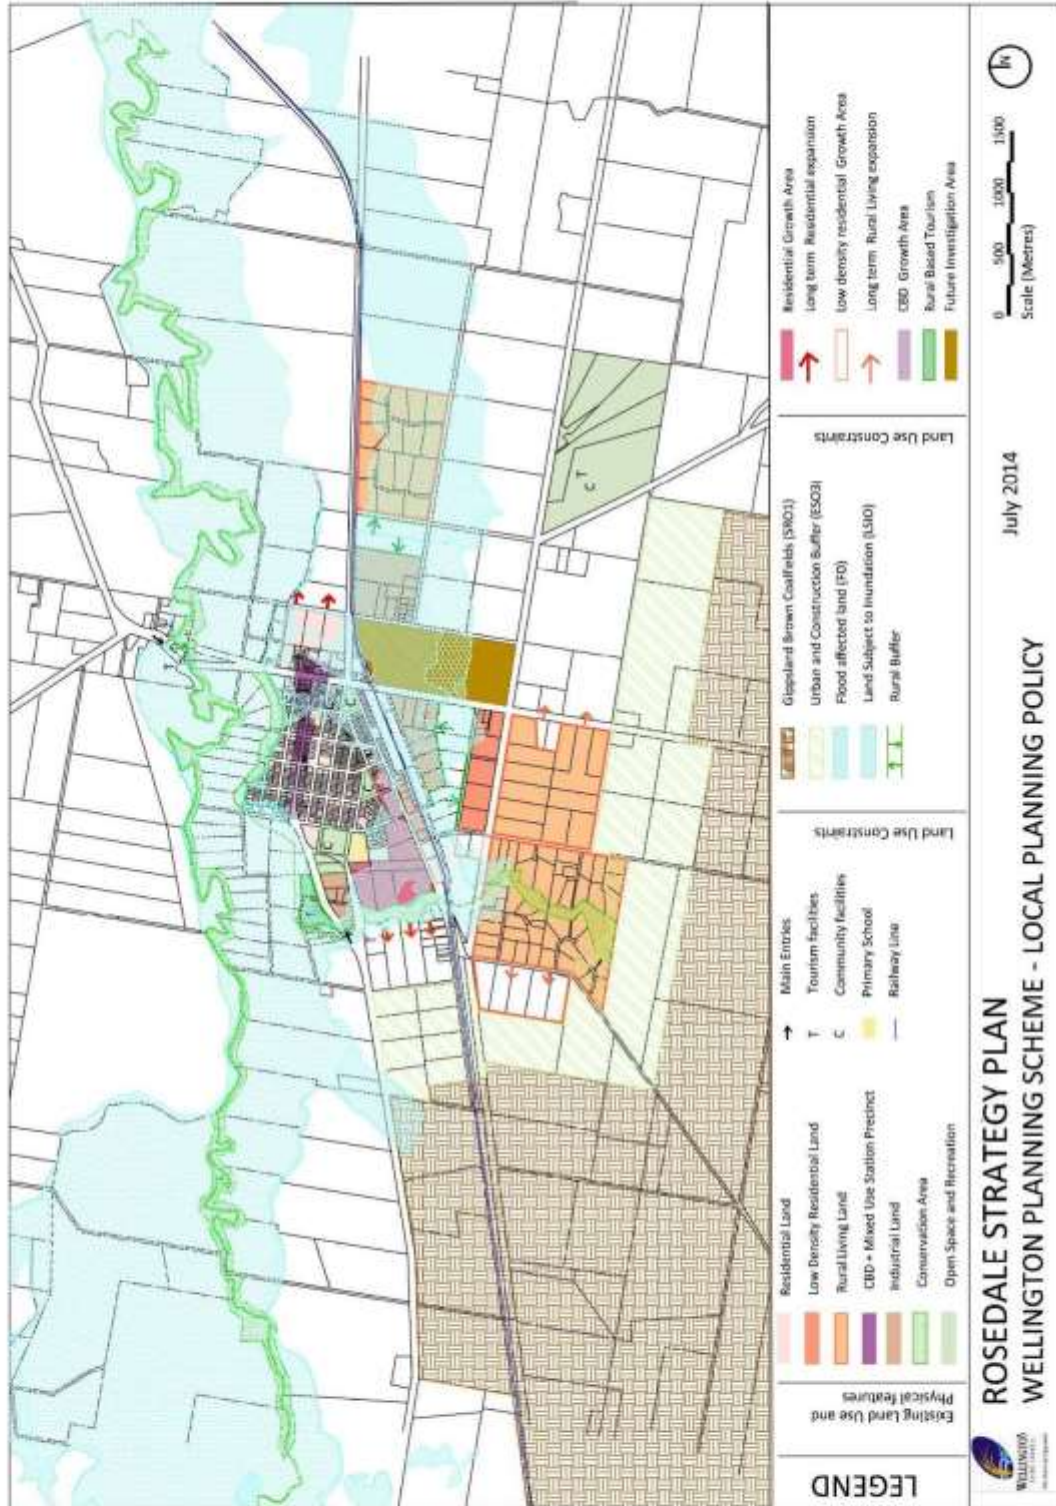 LEGEND
Existing Land Use and
Physical features
Residential Land
Low Density Residential Land
Rural Living Land
CBD + Mixed Use Station Precinct
Industrial Land
Conservation Area
Open Space and Recreation
Main Entries
T Tourism facilities
C Community facilities
Primary School
Railway Line
Land Use Constraints
Gippsland Brown Coalfields (SRO1)
Urban and Construction Buffer (ESO3)
Flood affected land (FO)
Land Subject to Inundation (LSIO)
Rural Buffer
Land Use Constraints
Residential Growth Area
Long term Residential expansion
Low density residential Growth Area
Long term Rural Living expansion
CBD Growth Area
Rural Based Tourism
Future Investigation Area
C T
WELLINGTON
ROSEDALE STRATEGY PLAN
WELLINGTON PLANNING SCHEME - LOCAL PLANNING POLICY
July 2014
0 500 1000 1500
Scale (Metres)
N